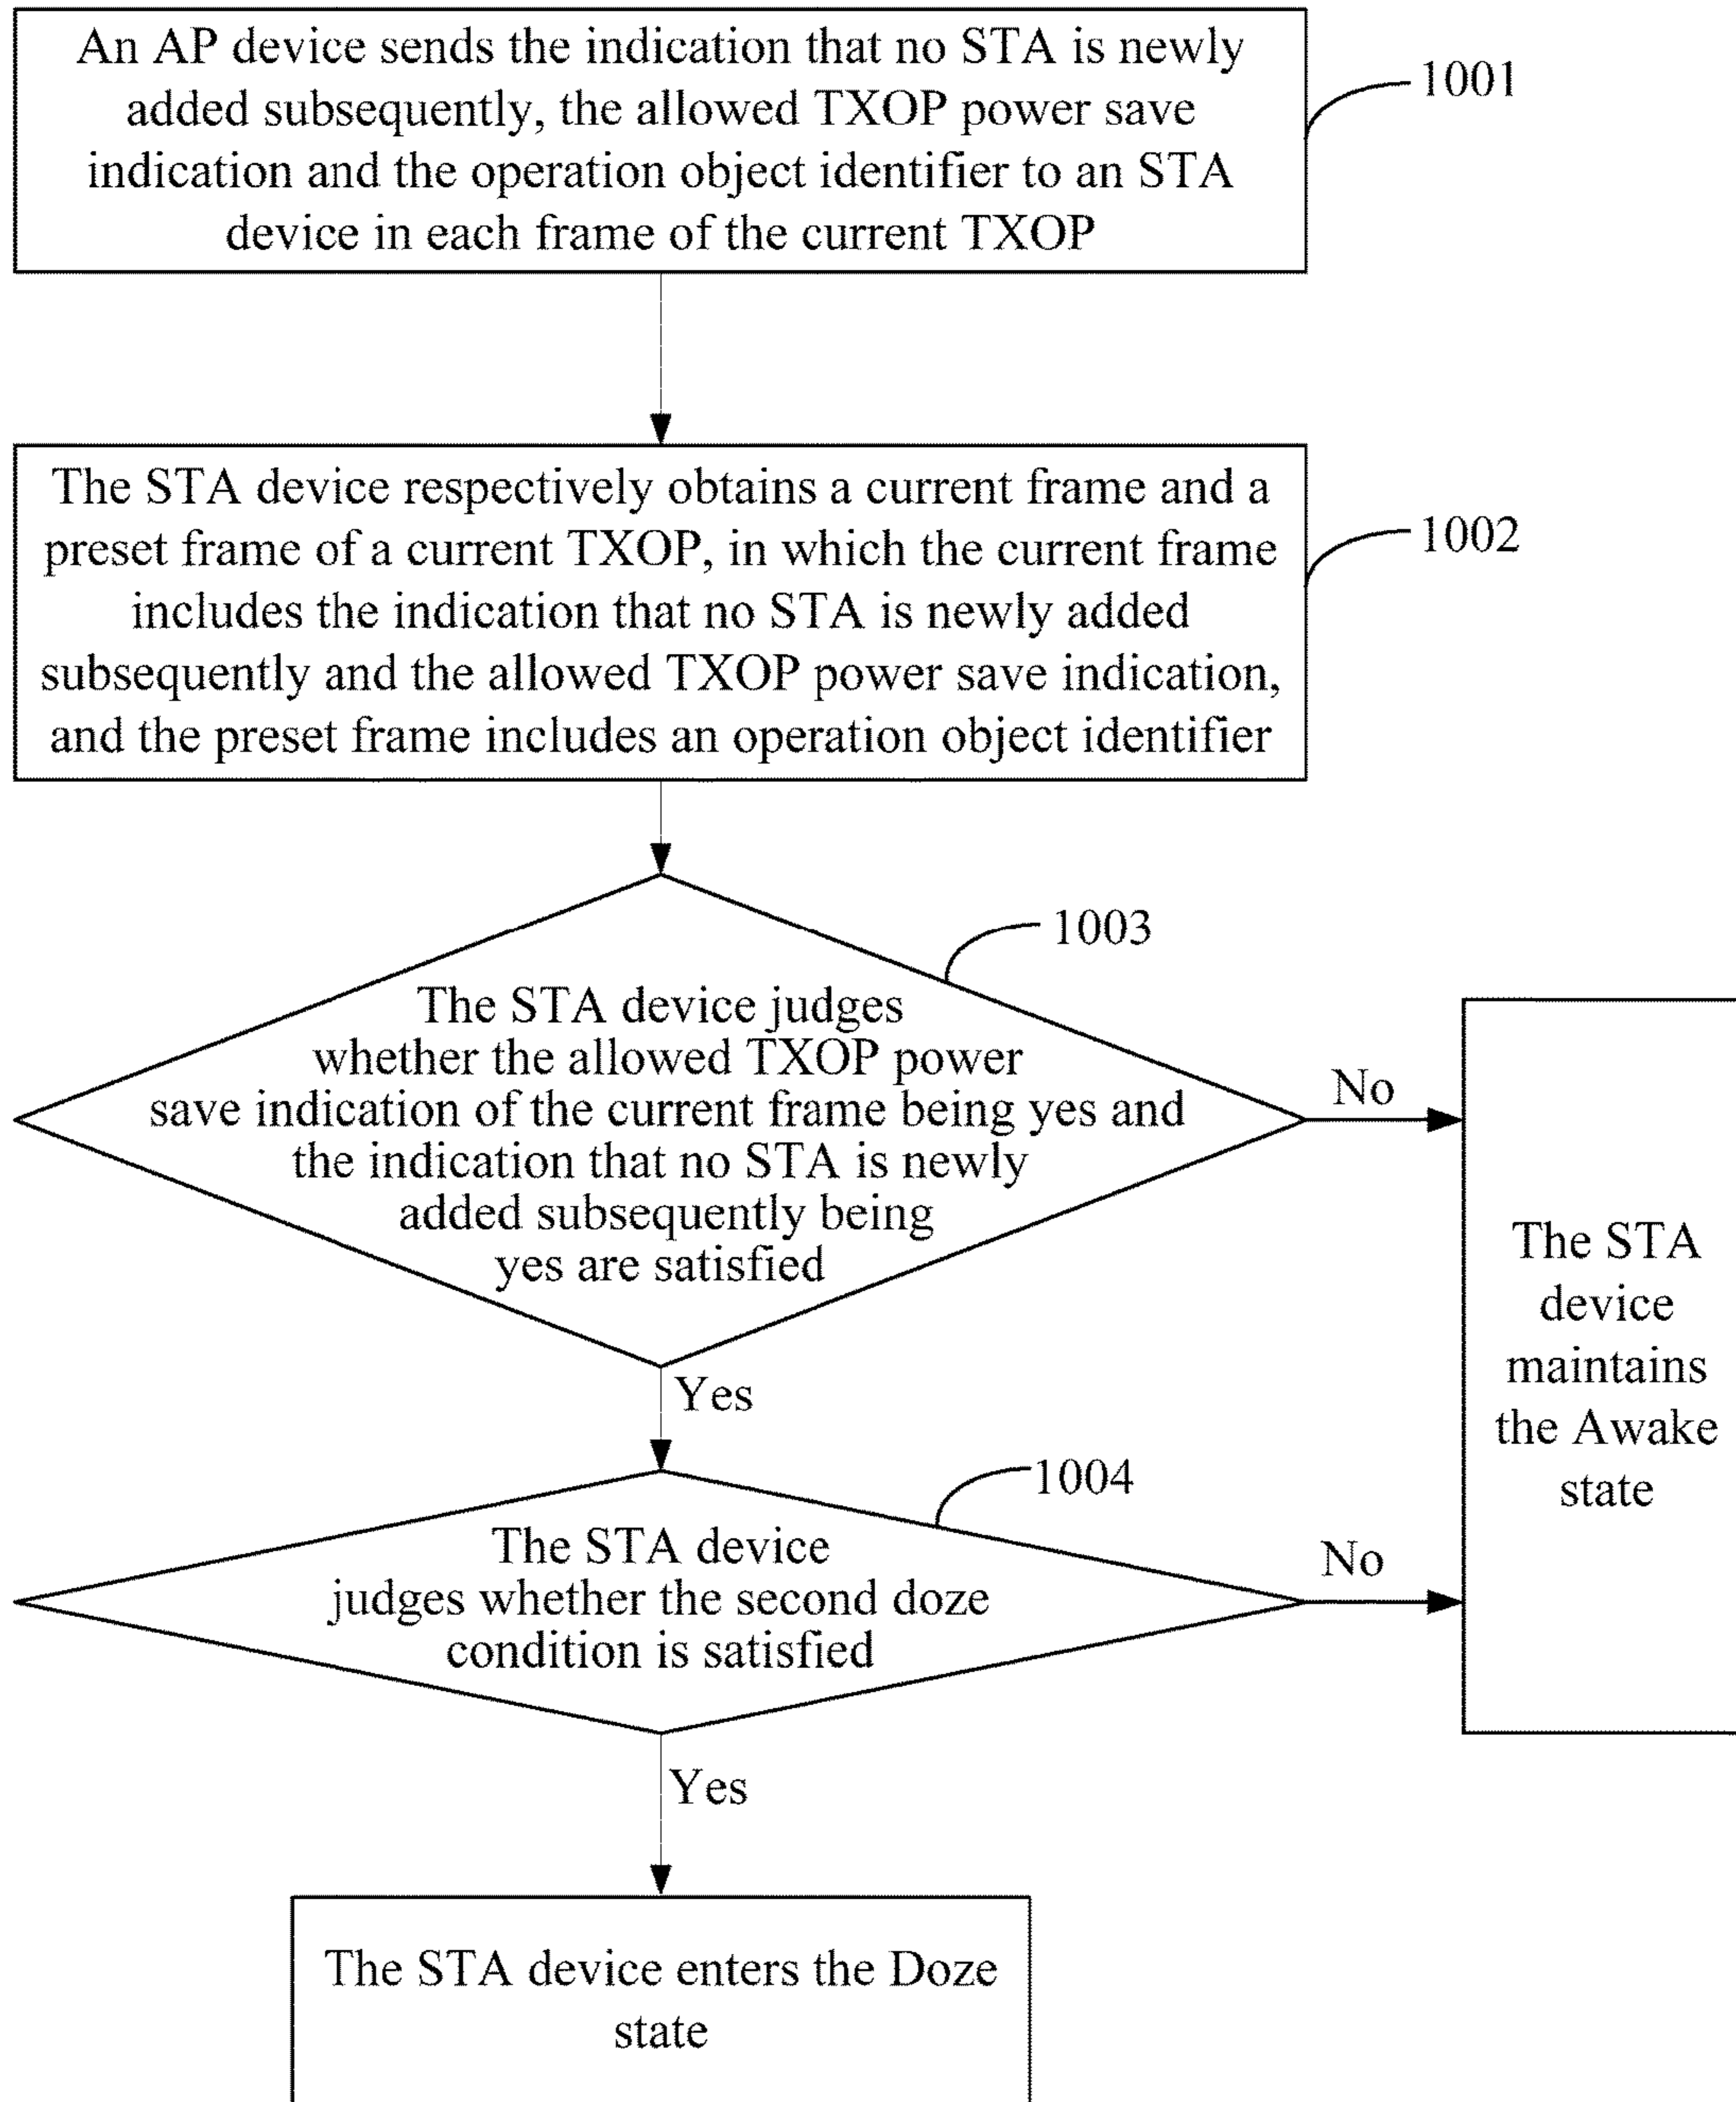 An AP device sends the indication that no STA is newly
added subsequently, the allowed TXOP power save
indication and the operation object identifier to an STA
device in each frame of the current TXOP
1001
The STA device respectively obtains a current frame and a
preset frame of a current TXOP, in which the current frame
includes the indication that no STA is newly added
subsequently and the allowed TXOP power save indication,
and the preset frame includes an operation object identifier
1002
1003
The STA device judges
whether the allowed TXOP power
save indication of the current frame being yes and
the indication that no STA is newly
added subsequently being
yes are satisfied
No
Yes
The STA
device
maintains
the Awake
state
1004
The STA device
judges whether the second doze
condition is satisfied
No
Yes
The STA device enters the Doze
state